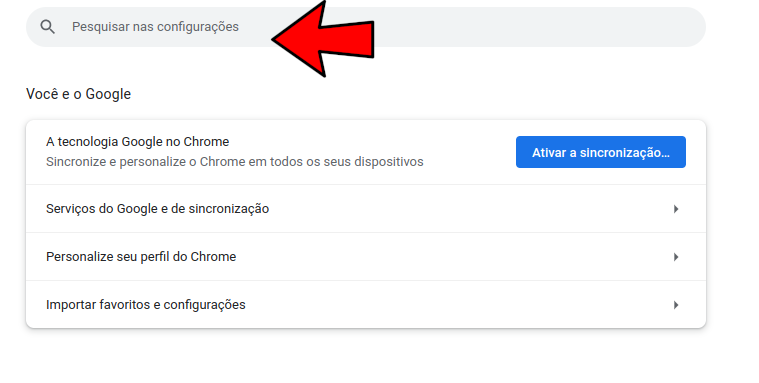 Pesquisar nas configurações
Você e o Google
A tecnologia Google no Chrome
Sincronize e personalize o Chrome em todos os seus dispositivos
Ativar a sincronização...
Serviços do Google e de sincronização
Personalize seu perfil do Chrome
Importar favoritos e configurações